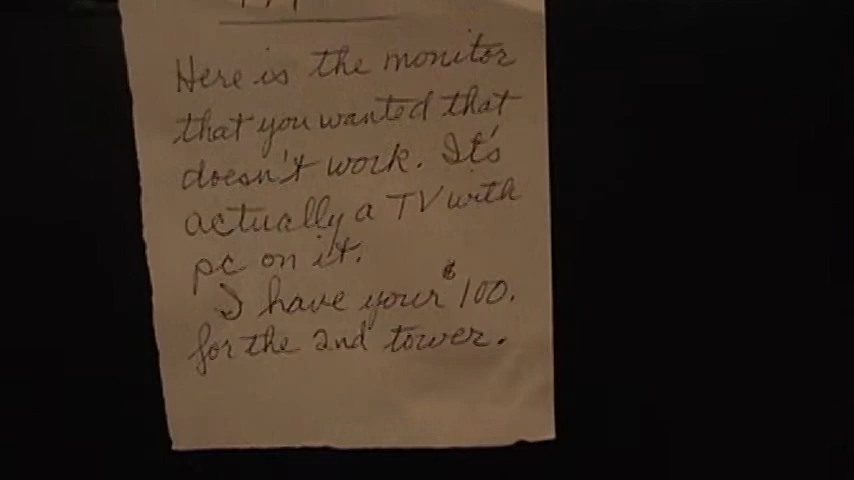 Here is the monitor
that you wanted that
doesn't work. It's
actually a TV with
pc on it.
I have your $100.
for the 2nd tower.